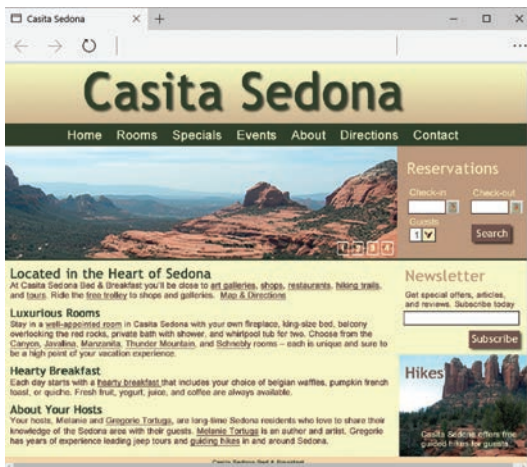 Casita Sedona
Casita Sedona
Home Rooms Specials Events About Directions Contact
Reservations
Check-in Check-out
Guests
1
Search
1 2 3 4
Located in the Heart of Sedona
At Casita Sedona Bed & Breakfast you'll be close to art galleries, shops, restaurants, hiking trails,
and tours. Ride the free trolley to shops and galleries. Map & Directions
Luxurious Rooms
Stay in a well-appointed room in Casita Sedona with your own fireplace, king-size bed, balcony
overlooking the red rocks, private bath with shower, and whirlpool tub for two. Choose from the
Canyon, Javalina, Manzanita, Thunder Mountain, and Schnebly rooms – each is unique and sure to
be a high point of your vacation experience.
Hearty Breakfast
Each day starts with a hearty breakfast that includes your choice of belgian waffles, pumpkin french
toast, or quiche. Fresh fruit, yogurt, juice, and coffee are always available.
About Your Hosts
Your hosts, Melanie and Gregorio Tortuga, are long-time Sedona residents who love to share their
knowledge of the Sedona area with their guests. Melanie Tortuga is an author and artist. Gregorio
has years of experience leading jeep tours and guiding hikes in and around Sedona.
Newsletter
Get special offers, articles,
and reviews. Subscribe today
Subscribe
Hikes
Casita Sedona offers free
guided hikes for guests.
Casita Sedona Bed & Breakfast